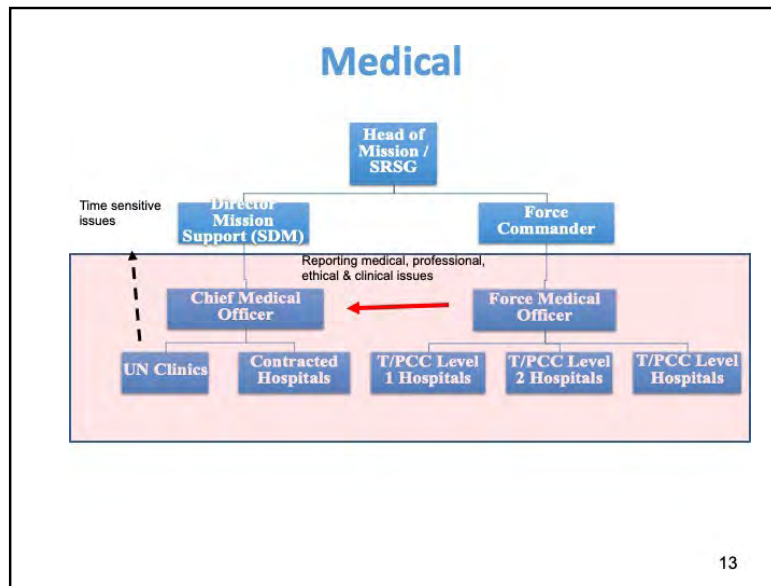 Medical
Head of
Mission /
SRSG
Time sensitive
issues
Director
Mission
Support (SDM)
Force
Commander
Reporting medical, professional,
ethical & clinical issues
Chief Medical
Officer
Force Medical
Officer
UN Clinics
Contracted
Hospitals
T/PCC Level
1 Hospitals
T/PCC Level
2 Hospitals
T/PCC Level
Hospitals
13